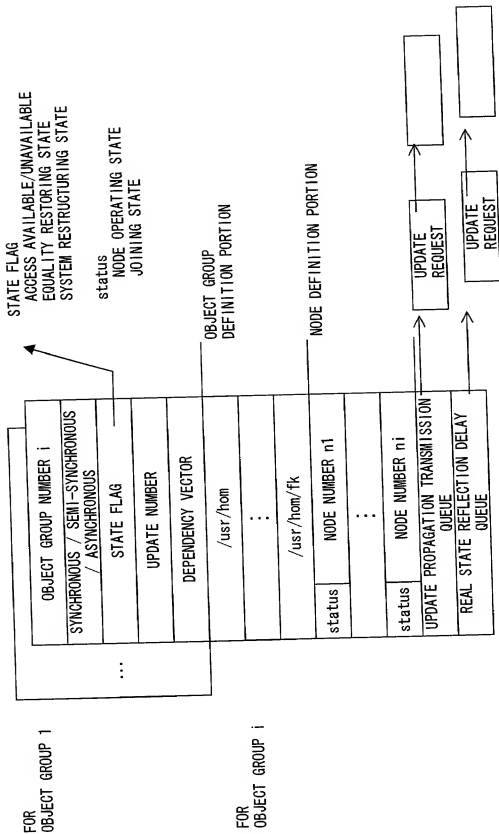 FOR
OBJECT GROUP 1
FOR
OBJECT GROUP i
...
OBJECT GROUP NUMBER i
SYNCHRONOUS / SEMI-SYNCHRONOUS
/ ASYNCHRONOUS
STATE FLAG
UPDATE NUMBER
DEPENDENCY VECTOR
/usr/hom
...
/usr/hom/fk
status
NODE NUMBER n1
...
status
NODE NUMBER ni
UPDATE PROPAGATION TRANSMISSION
QUEUE
REAL STATE REFLECTION DELAY
QUEUE
STATE FLAG
ACCESS AVAILABLE/UNAVAILABLE
EQUALITY RESTORING STATE
SYSTEM RESTRUCTURING STATE
status
NODE OPERATING STATE
JOINING STATE
OBJECT GROUP
DEFINITION PORTION
NODE DEFINITION PORTION
UPDATE
REQUEST
UPDATE
REQUEST